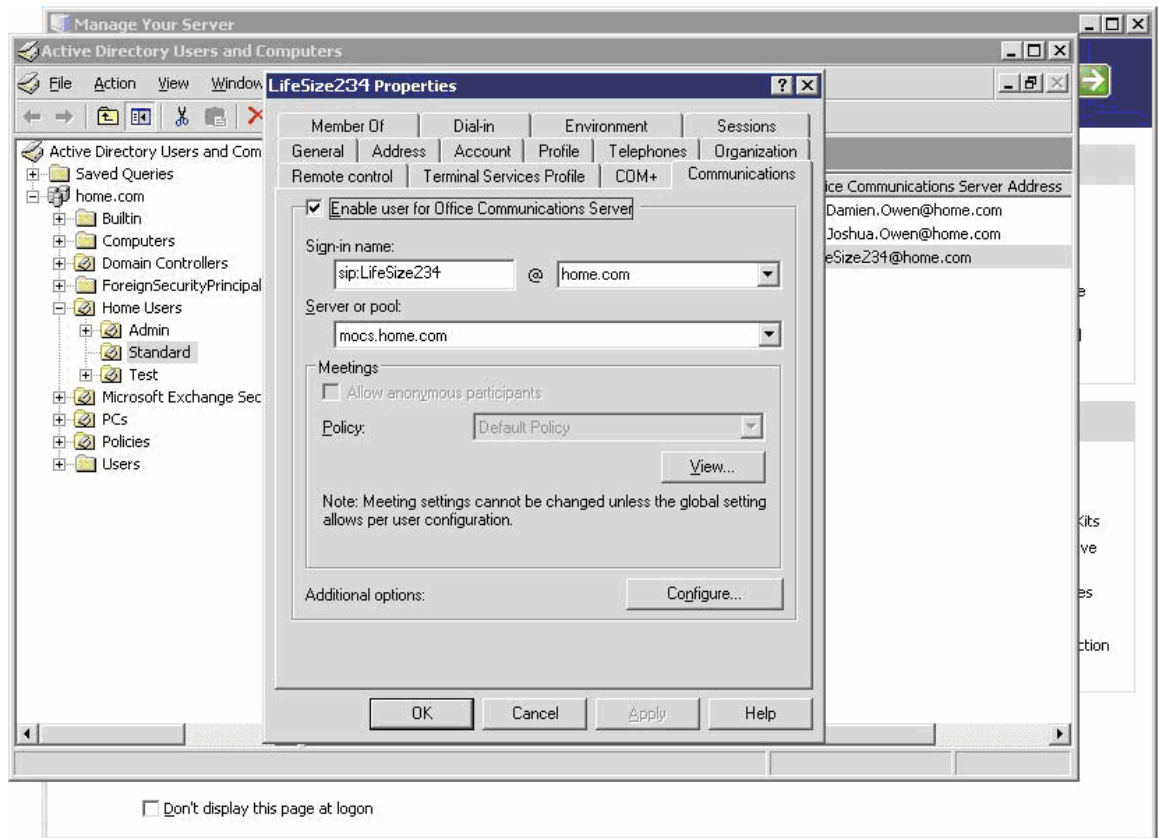 Manage Your Server
Active Directory Users and Computers
File Action View Window
LifeSize234 Properties
Member Of Dial-in Environment Sessions
General Address Account Profile Telephones Organization
Remote control Terminal Services Profile COM+ Communications
Enable user for Office Communications Server
Sign-in name:
sip:LifeSize234 @ home.com
Server or pool:
mocs.home.com
Meetings
Allow anonymous participants
Policy: Default Policy
View...
Note: Meeting settings cannot be changed unless the global setting
allows per user configuration.
Additional options: Configure...
OK Cancel Apply Help
Active Directory Users and Com
Saved Queries
home.com
Builtin
Computers
Domain Controllers
ForeignSecurityPrincipal
Home Users
Admin
Standard
Test
Microsoft Exchange Sec
PCs
Policies
Users
ice Communications Server Address
Damien.Owen@home.com
Joshua.Owen@home.com
eSize234@home.com
e
Kits
ve
es
ction
Don't display this page at logon